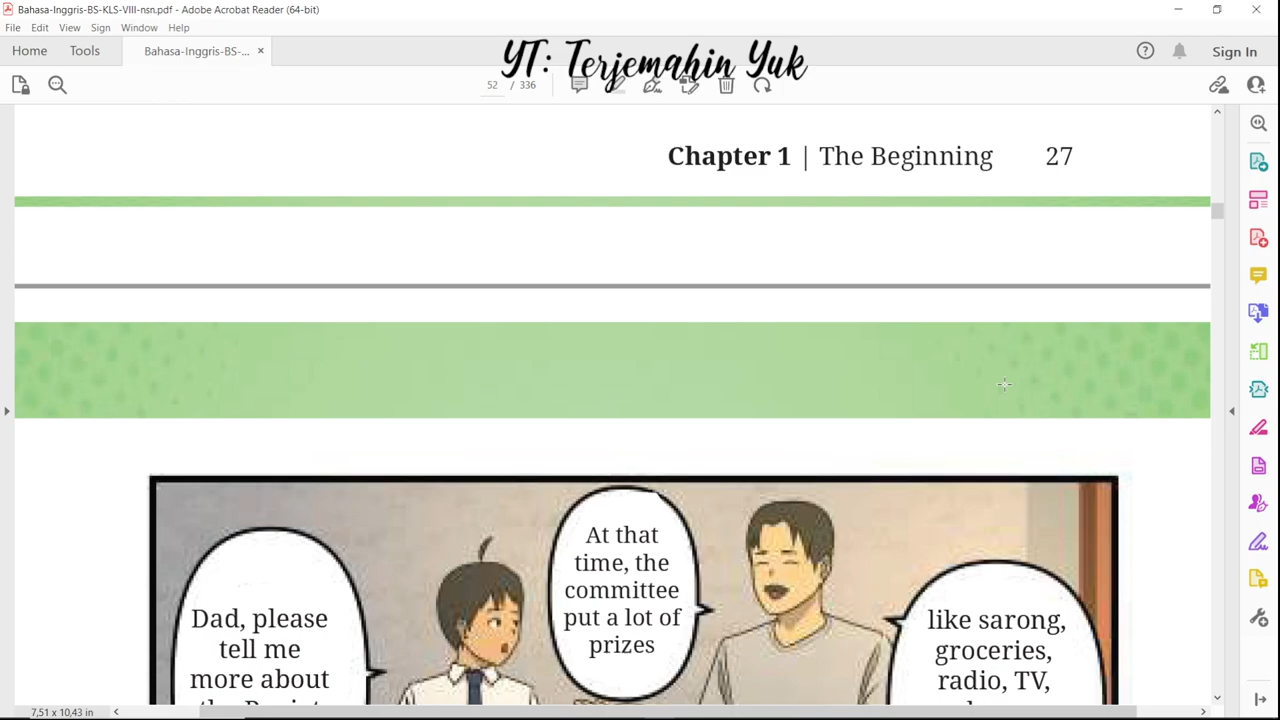 Bahasa-Inggris-BS-KLS-VIII-nsn.pdf - Adobe Acrobat Reader (64-bit)
File Edit View Sign Window Help
Home Tools Bahasa-Inggris-BS-... × Sign In
YT: Terjemahin Yuk
52 / 336
Chapter 1 | The Beginning 27
Dad, please
tell me
more about
At that
time, the
committee
put a lot of
prizes
like sarong,
groceries,
radio, TV,
7,51 x 10,43 in